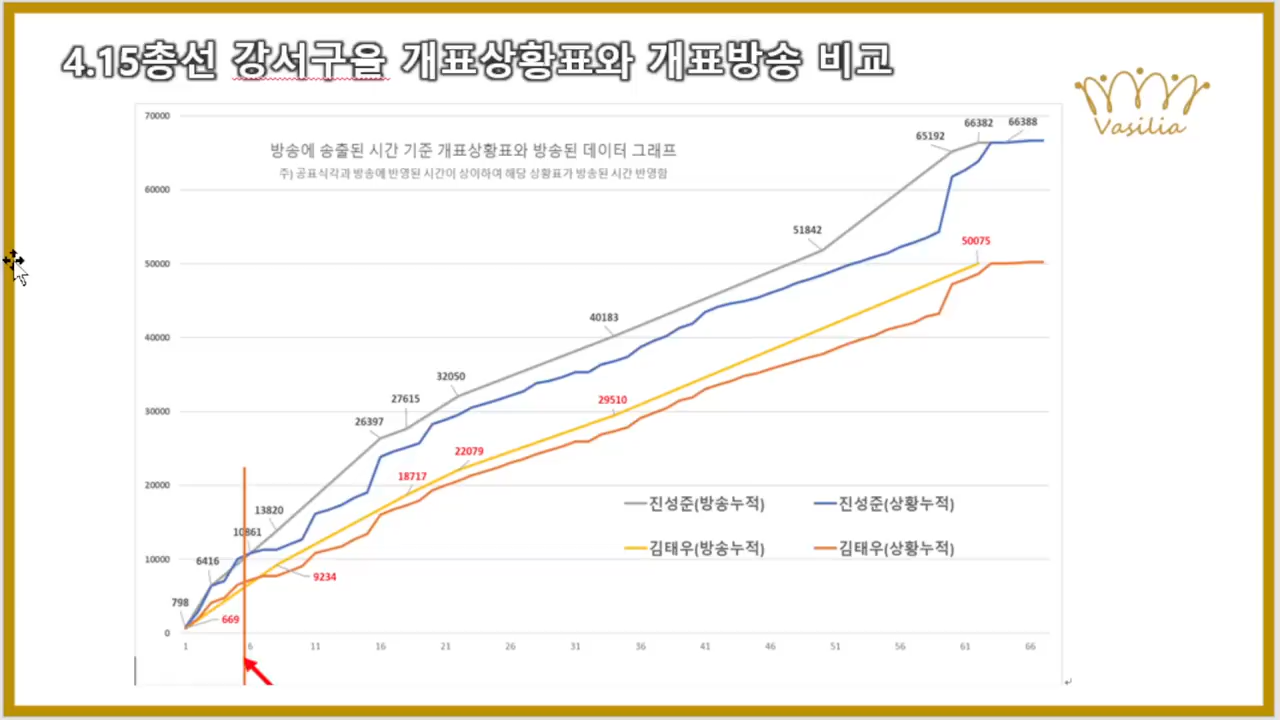 4.15총선 강서구을 개표상황표와 개표방송 비교
Vasilia
방송에 송출된 시간 기준 개표상황표와 방송된 데이터 그래프
주) 공표식각과 방송에 반영된 시간이 상이하여 해당 상황표가 방송된 시간 반영함
70000
60000
50000
40000
30000
20000
10000
0
798
6416
10861
13820
26397
27615
32050
40183
51842
65192
66382
66388
669
9234
18717
22079
29510
50075
진성준(방송누적)
진성준(상황누적)
김태우(방송누적)
김태우(상황누적)
1 6 11 16 21 26 31 36 41 46 51 56 61 66